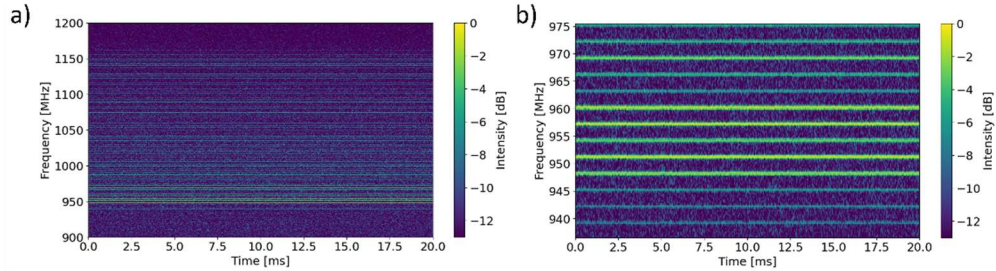 a)
1200
1150
1100
1050
1000
950
900
Frequency [MHz]
0.0 2.5 5.0 7.5 10.0 12.5 15.0 17.5 20.0
Time [ms]
0
−2
−4
−6
−8
−10
−12
Intensity [dB]
b)
975
970
965
960
955
950
945
940
Frequency [MHz]
0.0 2.5 5.0 7.5 10.0 12.5 15.0 17.5 20.0
Time [ms]
0
−2
−4
−6
−8
−10
−12
Intensity [dB]